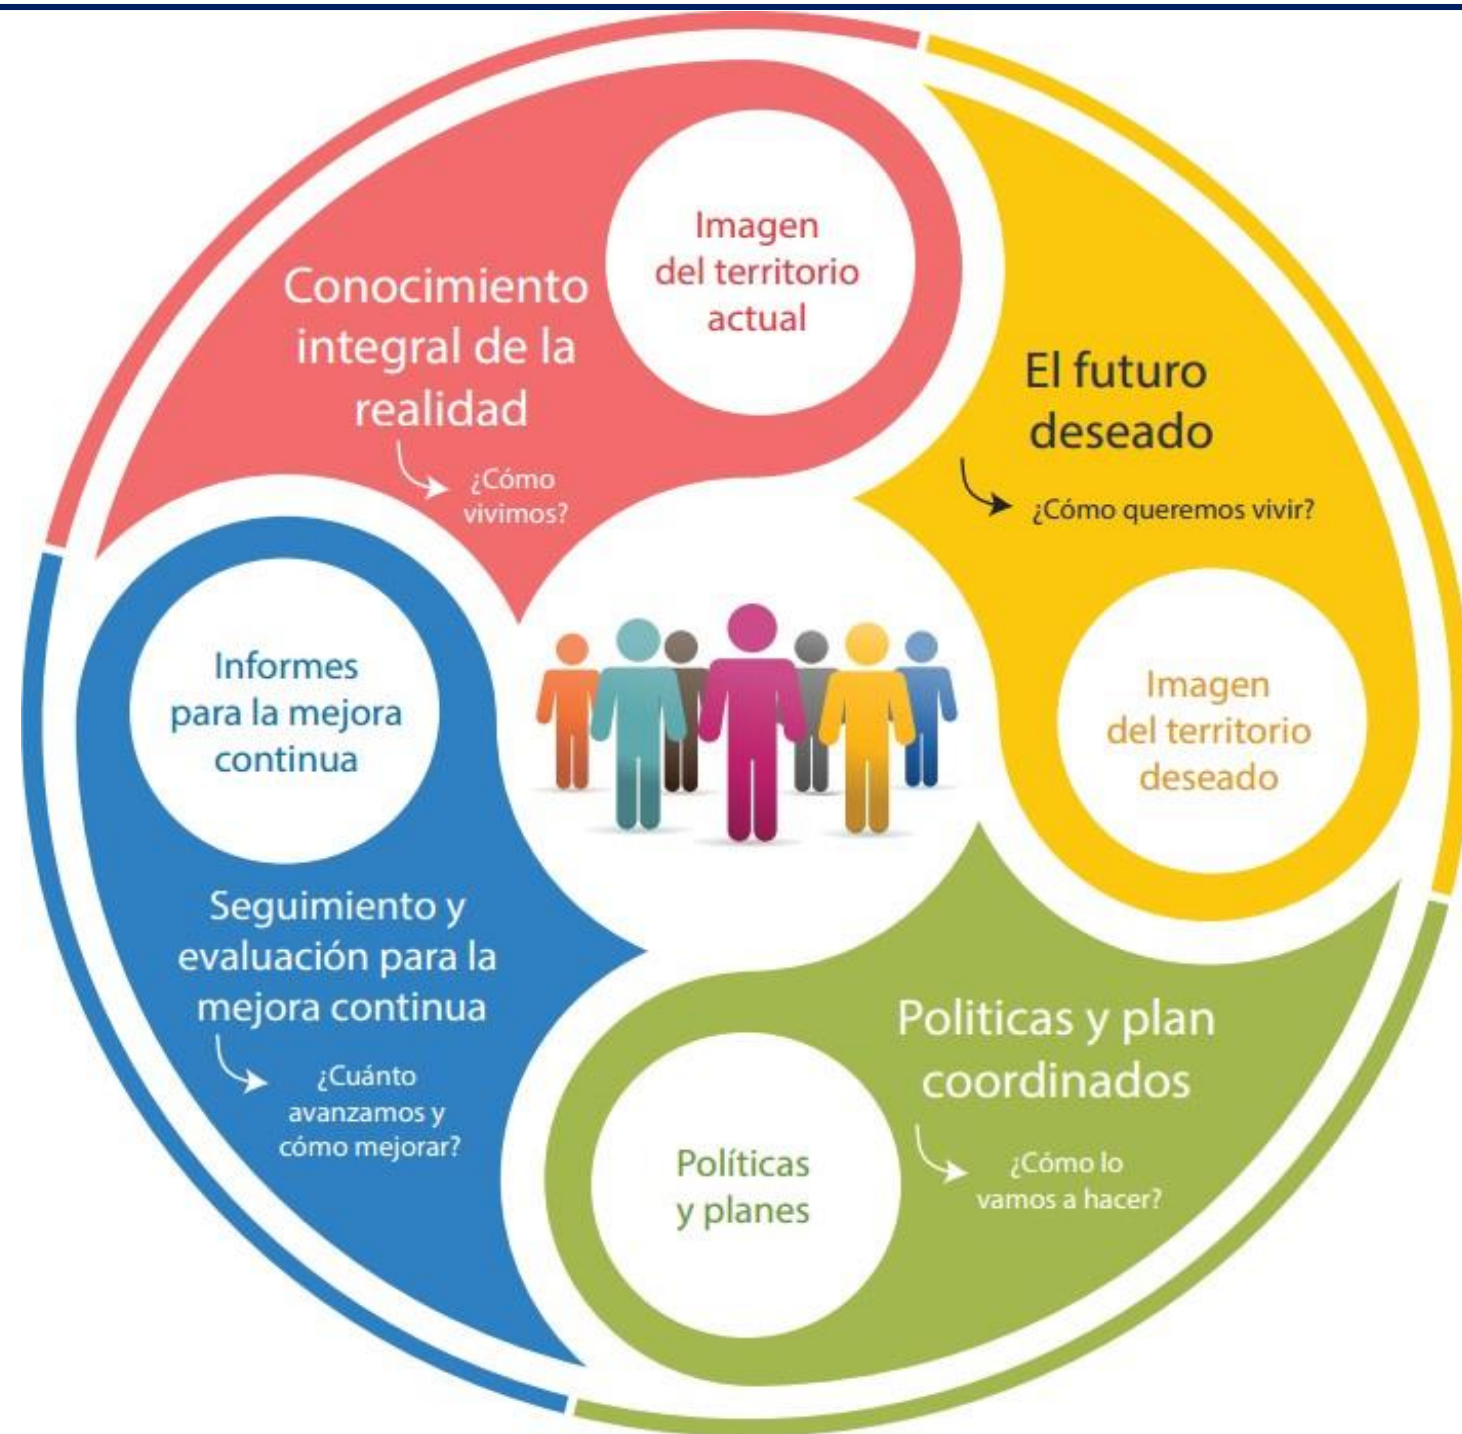 Conocimiento
integral de la
realidad
¿Cómo
vivimos?
Imagen
del territorio
actual
El futuro
deseado
¿Cómo queremos vivir?
Imagen
del territorio
deseado
Politicas y plan
coordinados
¿Cómo lo
vamos a hacer?
Políticas
y planes
Seguimiento y
evaluación para la
mejora continua
¿Cuánto
avanzamos y
cómo mejorar?
Informes
para la mejora
continua